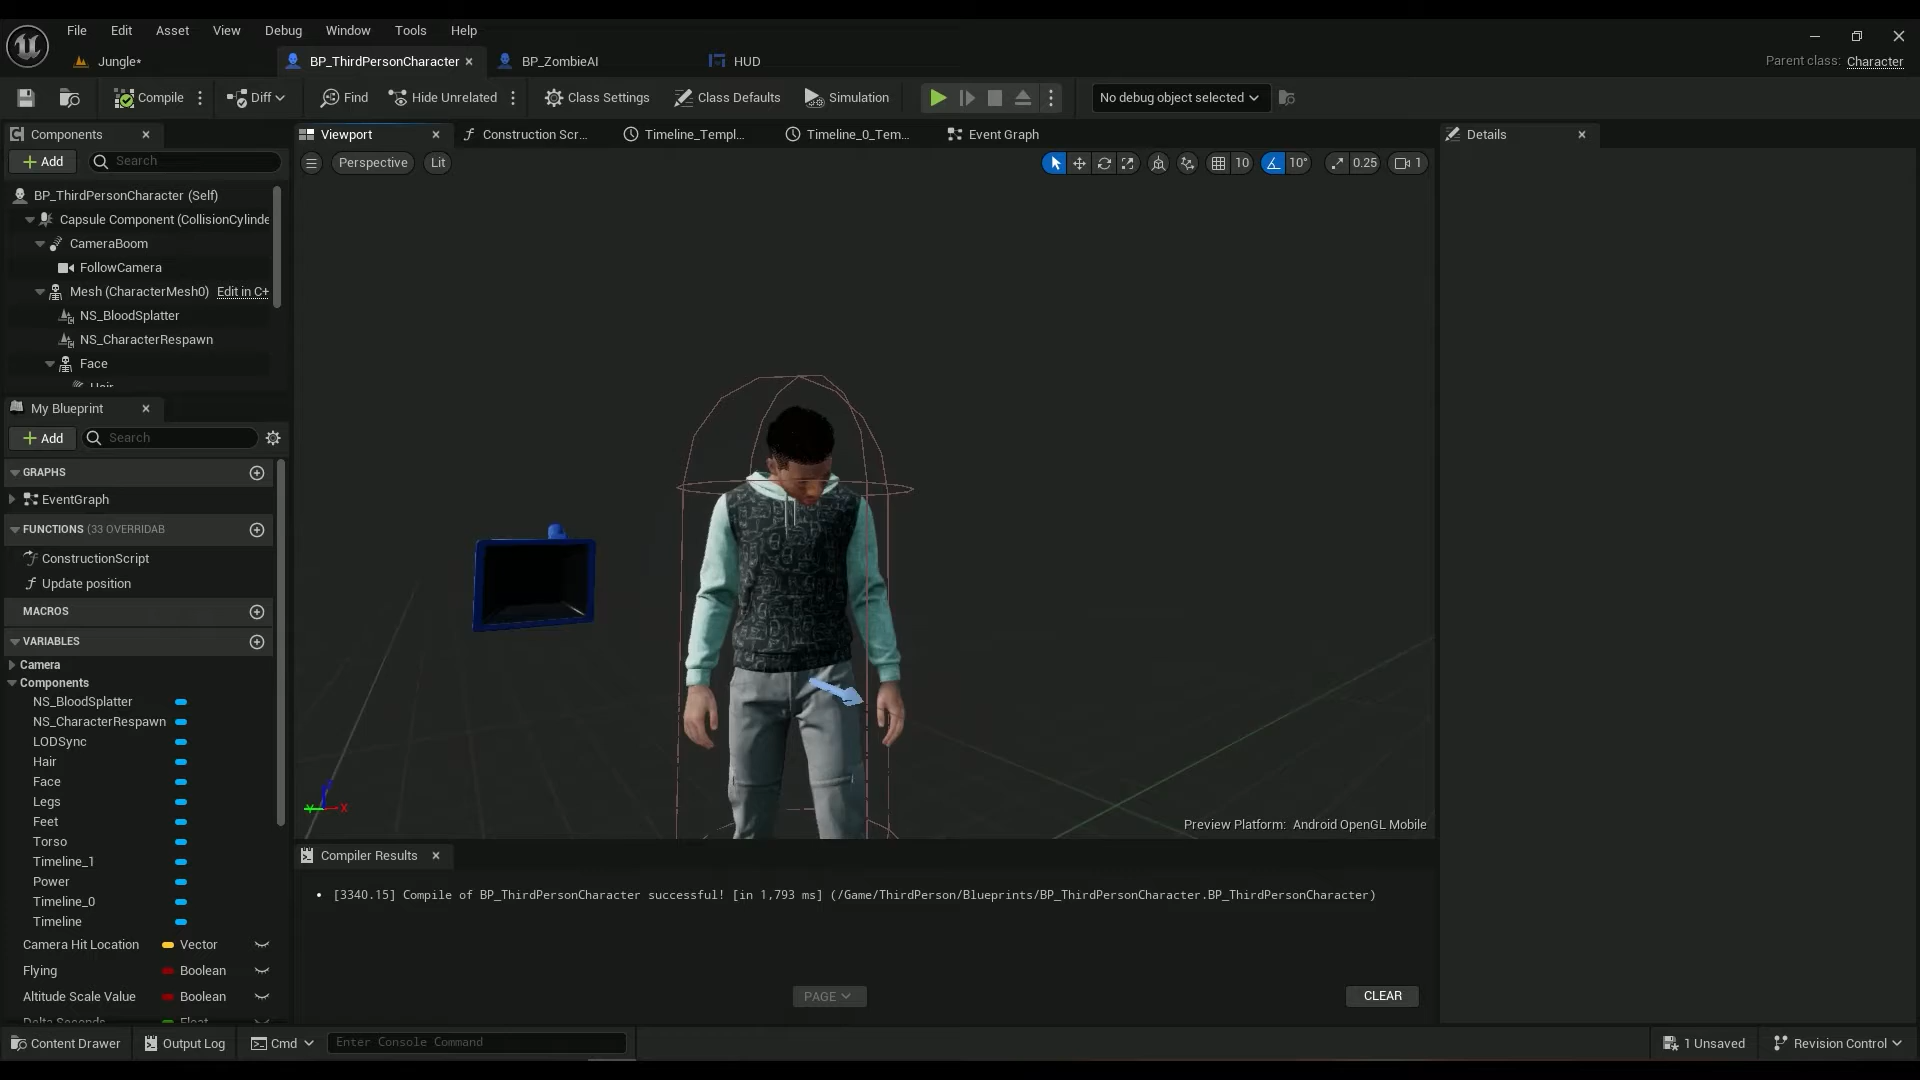 File Edit Asset View Debug Window Tools Help
Jungle* BP_ThirdPersonCharacter BP_ZombieAI HUD Parent class: Character
Compile Diff Find Hide Unrelated Class Settings Class Defaults Simulation No debug object selected
Components Viewport Construction Scr... Timeline_Templ... Timeline_0_Tem... Event Graph Details
Add Search Perspective Lit 10 10° 0.25 1
BP_ThirdPersonCharacter (Self)
Capsule Component (CollisionCylinde
CameraBoom
FollowCamera
Mesh (CharacterMesh0) Edit in C+
NS_BloodSplatter
NS_CharacterRespawn
Face
Hair
My Blueprint
Add Search
GRAPHS
EventGraph
FUNCTIONS (33 OVERRIDAB
ConstructionScript
Update position
MACROS
VARIABLES
Camera
Components
NS_BloodSplatter
NS_CharacterRespawn
LODSync
Hair
Face
Legs
Feet
Torso
Timeline_1
Power
Timeline_0
Timeline
Camera Hit Location Vector
Flying Boolean
Altitude Scale Value Boolean
Delta Seconds Float
Y X
Preview Platform: Android OpenGL Mobile
Compiler Results
[3340.15] Compile of BP_ThirdPersonCharacter successful! [in 1,793 ms] (/Game/ThirdPerson/Blueprints/BP_ThirdPersonCharacter.BP_ThirdPersonCharacter)
PAGE CLEAR
Content Drawer Output Log Cmd Enter Console Command 1 Unsaved Revision Control